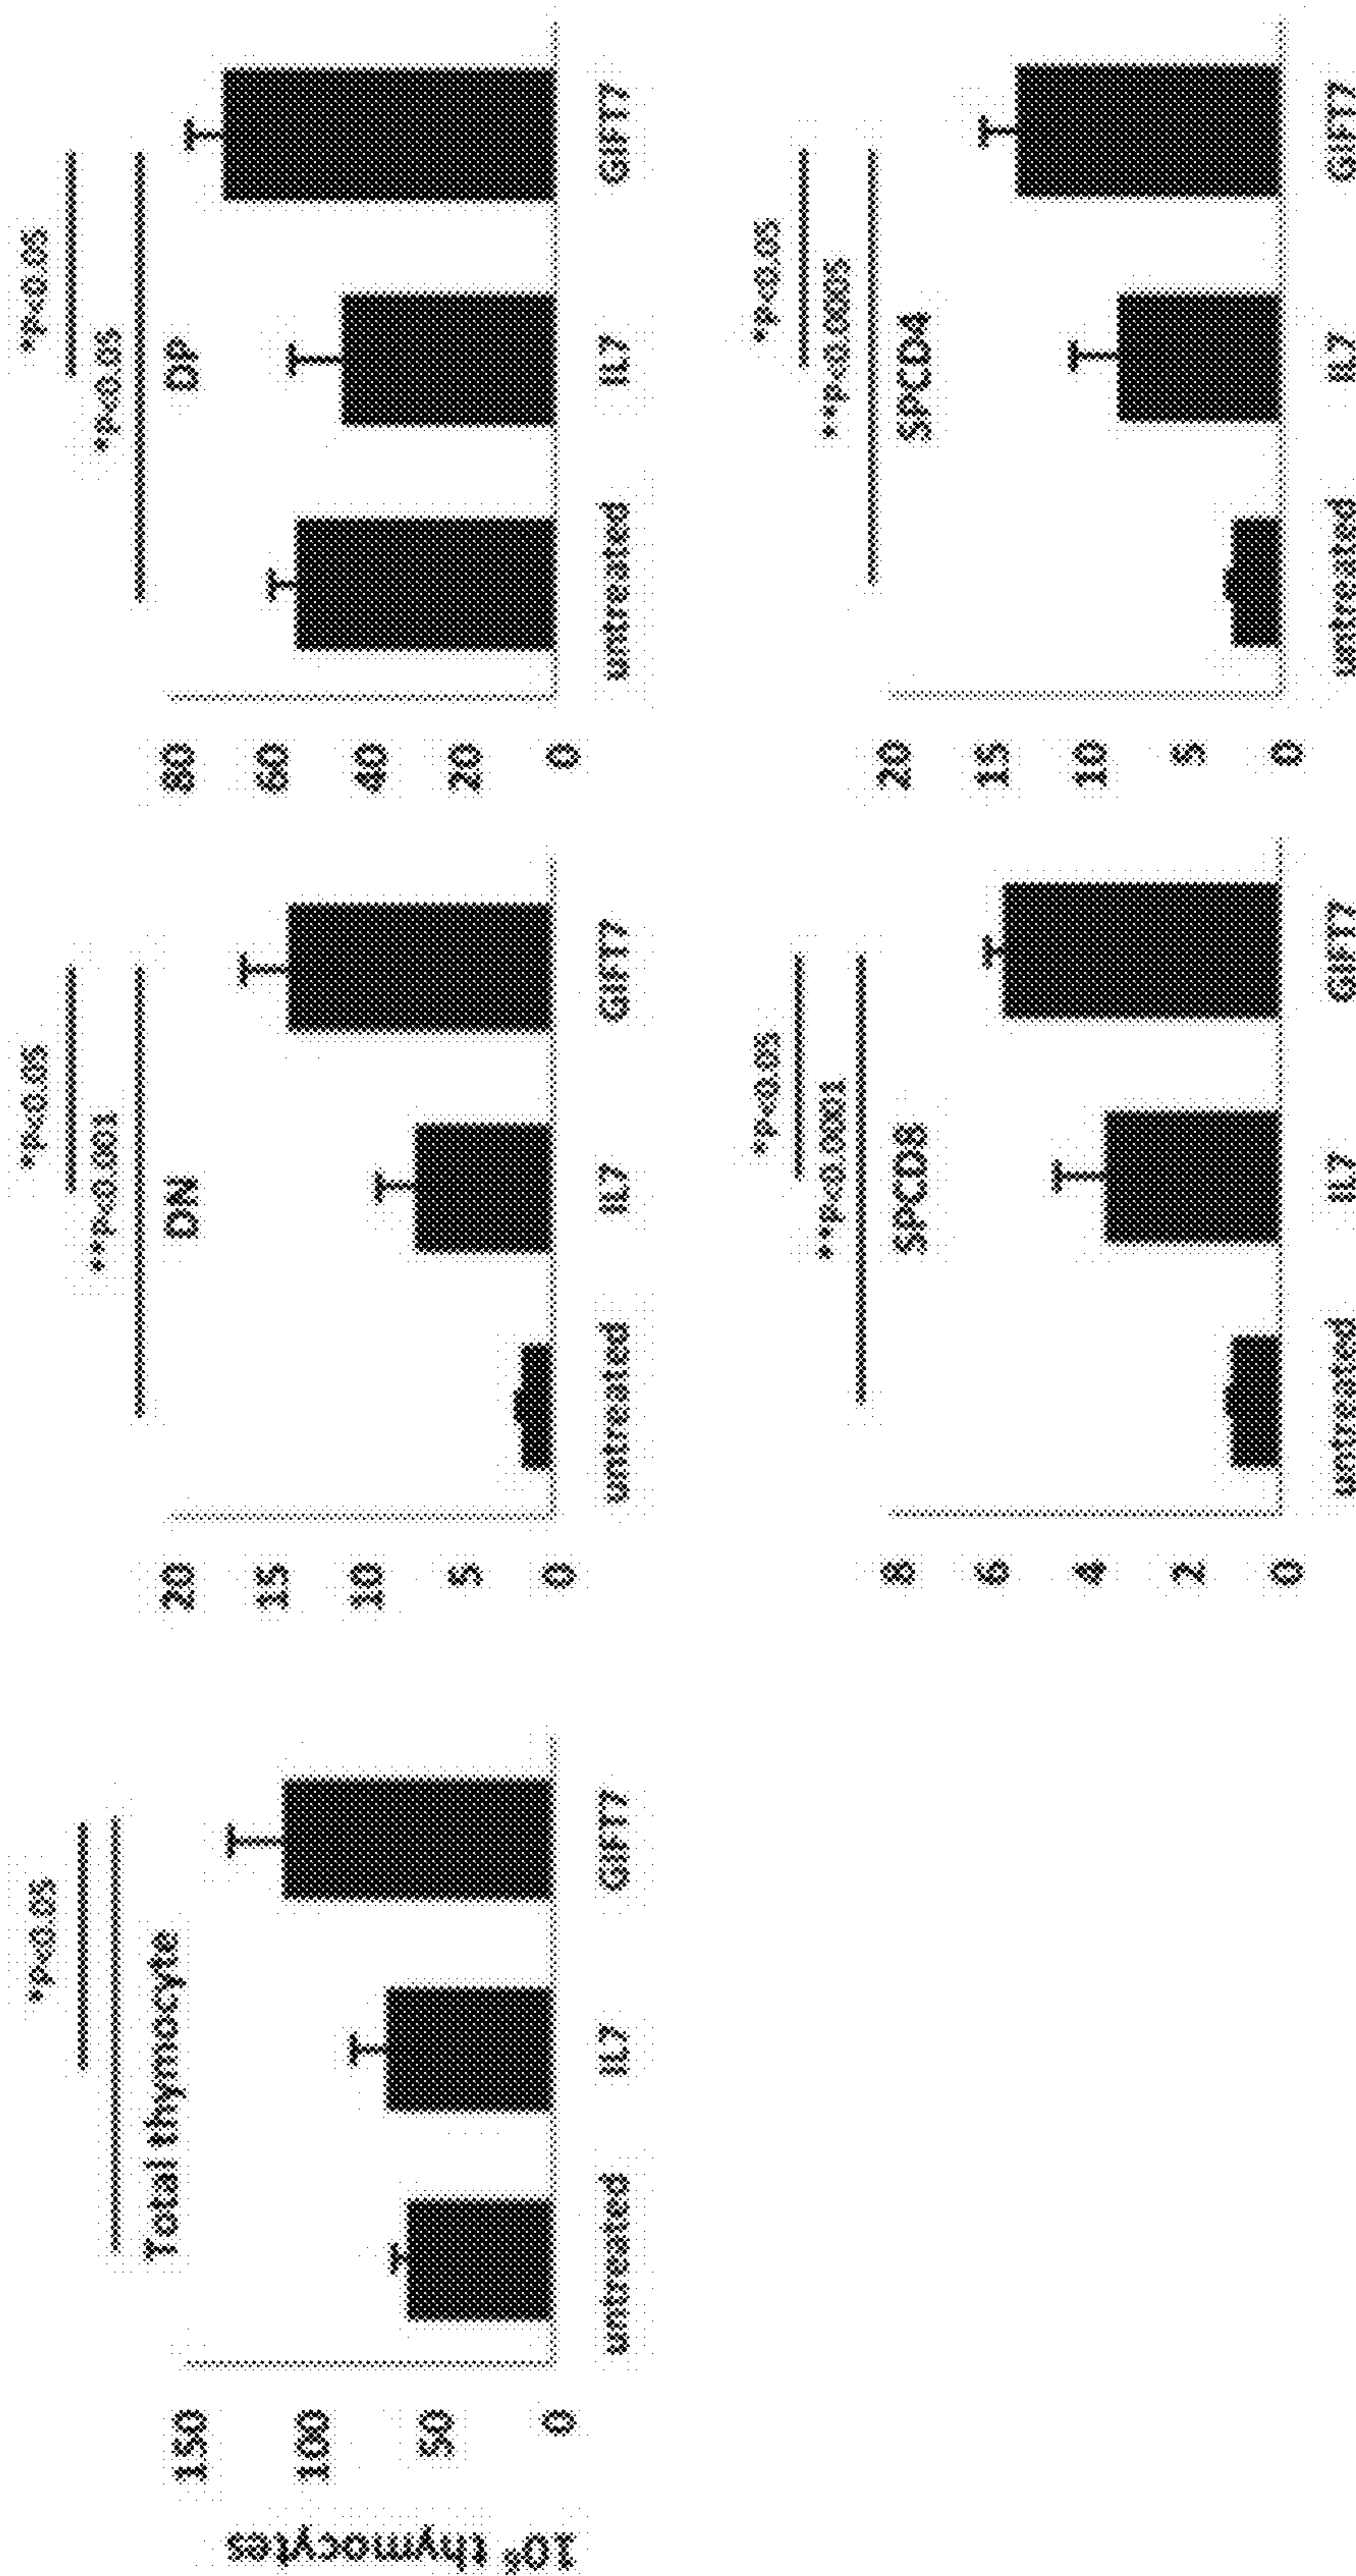 10⁶ thymocytes
*p<0.05
Total thymocyte
150
100
50
0
untreated IL7 GIFT7
*p<0.05
**p<0.001
DN
20
15
10
5
0
untreated IL7 GIFT7
*p<0.05
*p<0.05
DP
80
60
40
20
0
untreated IL7 GIFT7
*p<0.05
**p<0.0001
SPCD8
8
6
4
2
0
untreated IL7 GIFT7
*p<0.05
**p<0.005
SPCD4
20
15
10
5
0
untreated IL7 GIFT7